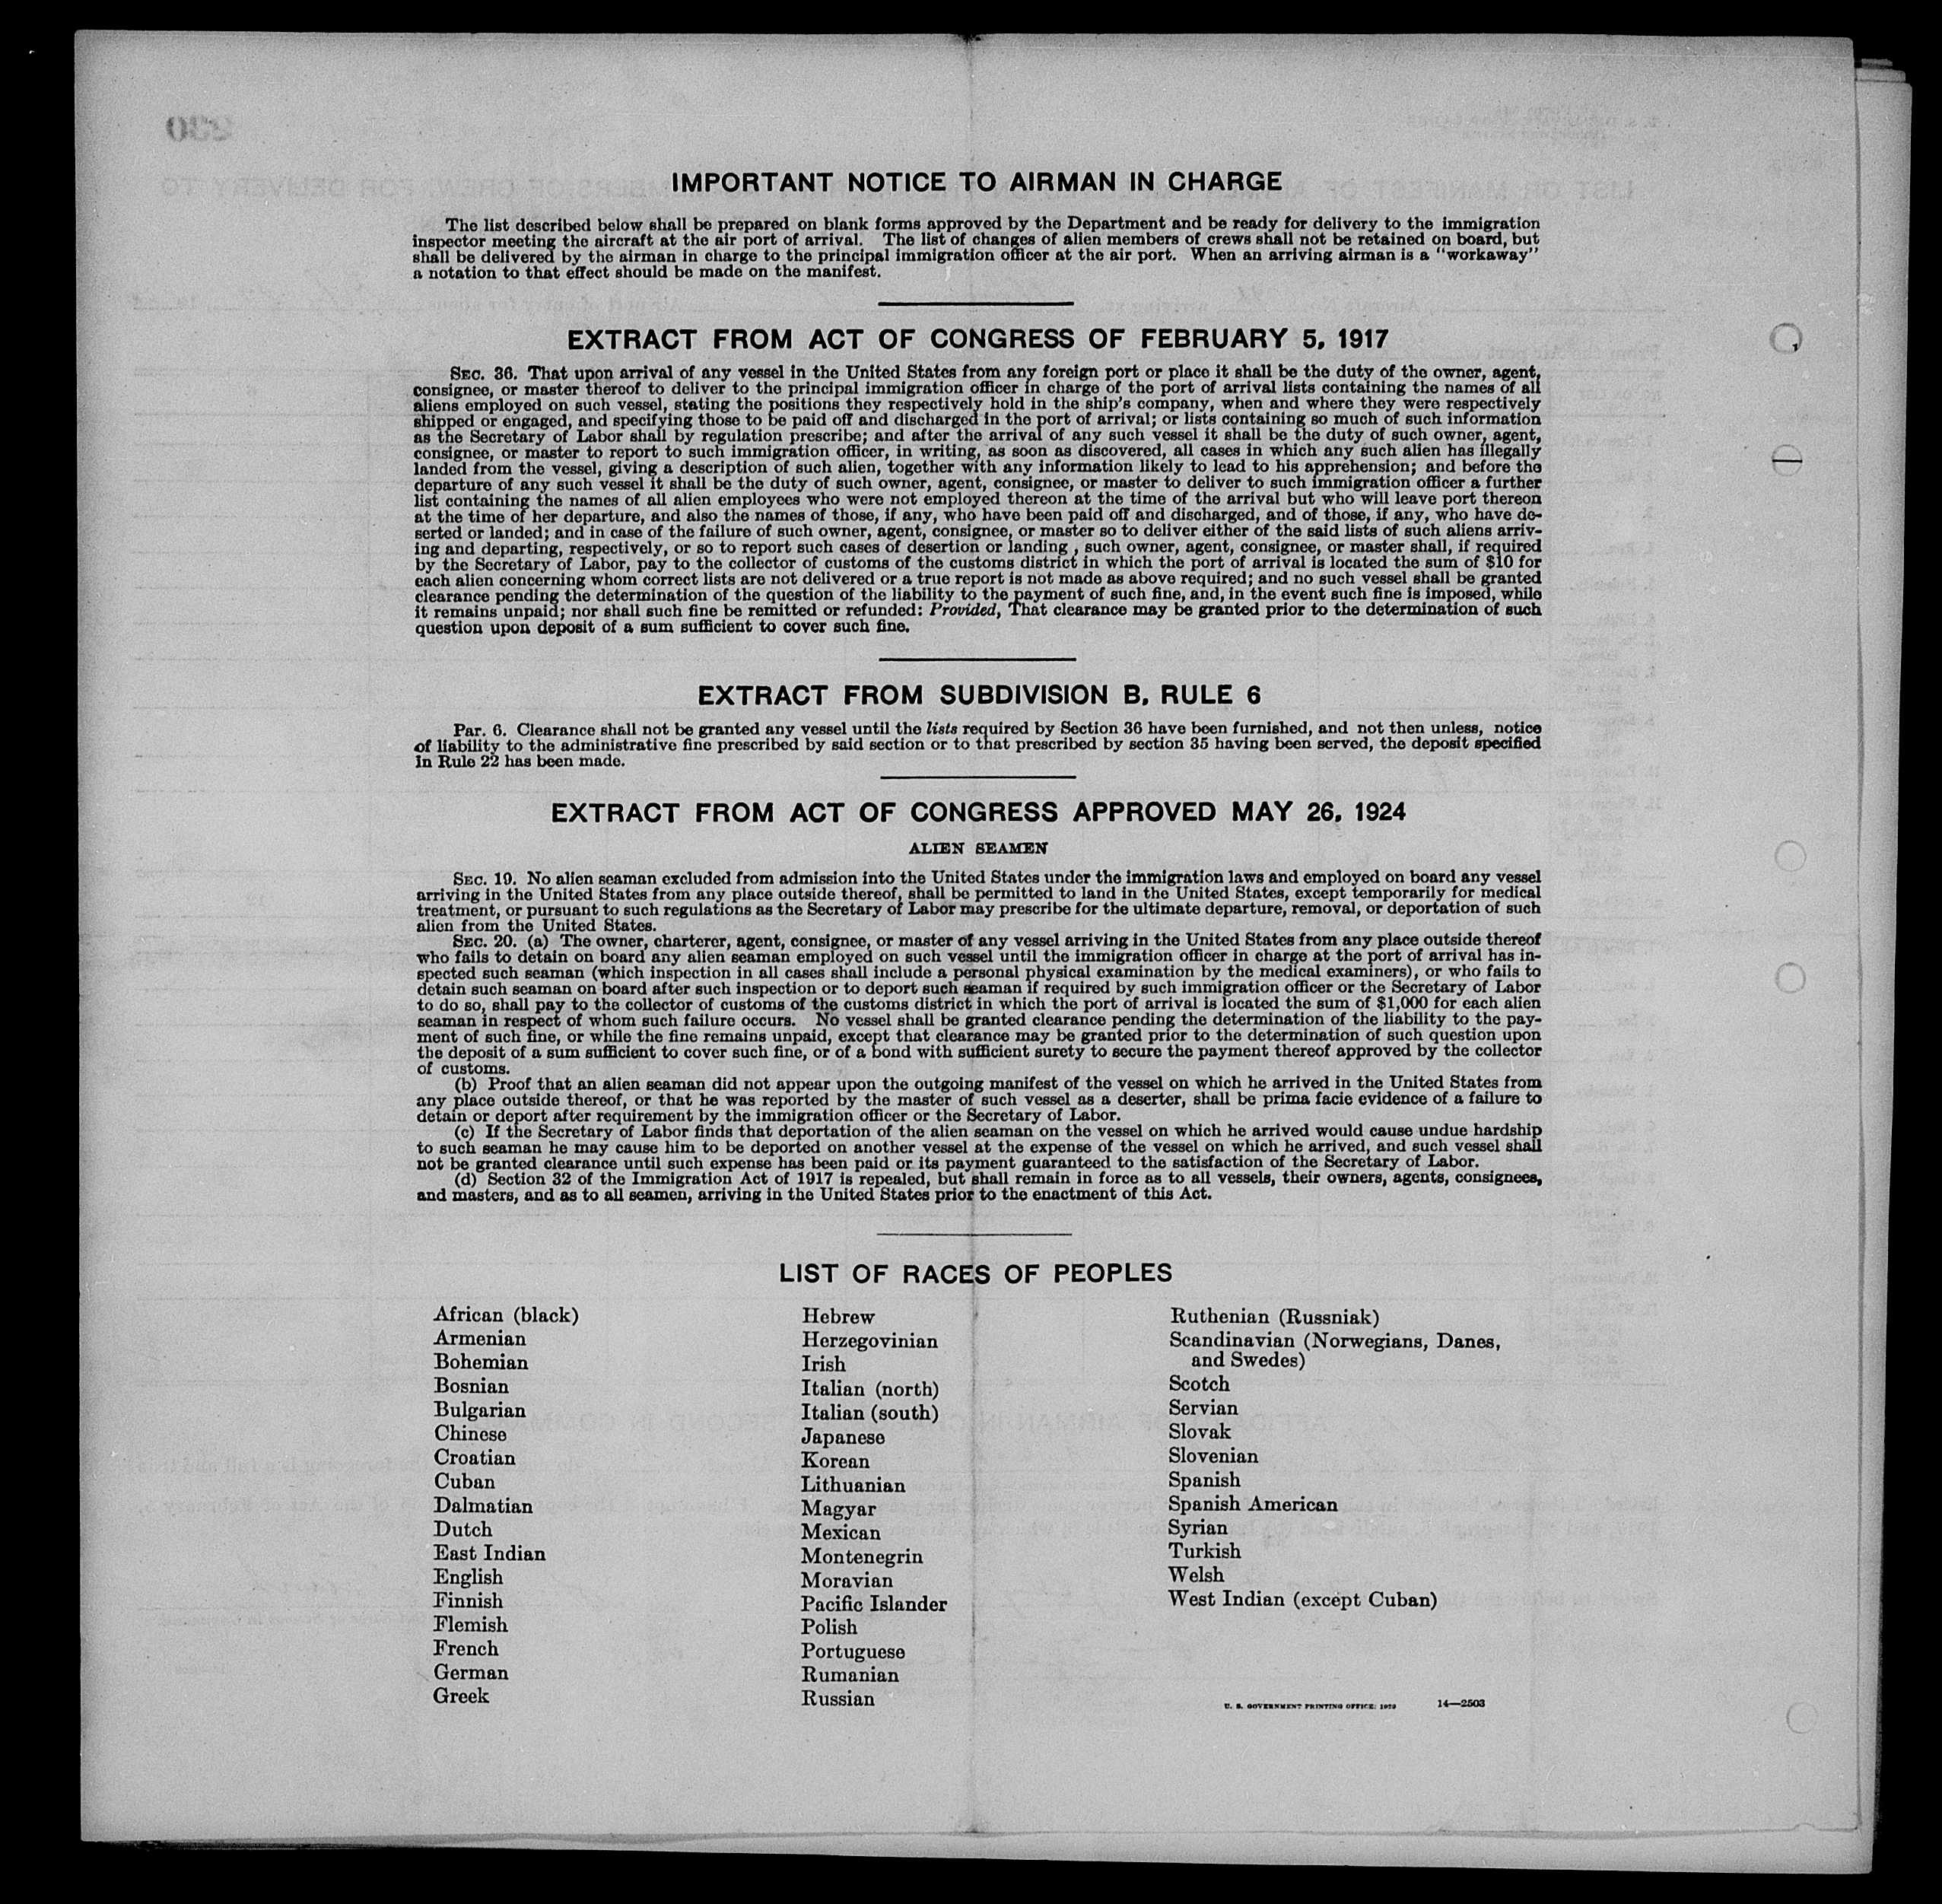 IMPORTANT NOTICE TO AIRMAN IN CHARGE
The list described below shall be prepared on blank forms approved by the Department and be ready for delivery to the immigration
inspector meeting the aircraft at the air port of arrival. The list of changes of alien members of crews shall not be retained on board, but
shall be delivered by the airman in charge to the principal immigration officer at the air port. When an arriving airman is a "workaway"
a notation to that effect should be made on the manifest.
EXTRACT FROM ACT OF CONGRESS OF FEBRUARY 5, 1917
SEC. 36. That upon arrival of any vessel in the United States from any foreign port or place it shall be the duty of the owner, agent,
consignee, or master thereof to deliver to the principal immigration officer in charge of the port of arrival lists containing the names of all
aliens employed on such vessel, stating the positions they respectively hold in the ship's company, when and where they were respectively
shipped or engaged, and specifying those to be paid off and discharged in the port of arrival; or lists containing so much of such information
as the Secretary of Labor shall by regulation prescribe; and after the arrival of any such vessel it shall be the duty of such owner, agent,
consignee, or master to report to such immigration officer, in writing, as soon as discovered, all cases in which any such alien has illegally
landed from the vessel, giving a description of such alien, together with any information likely to lead to his apprehension; and before the
departure of any such vessel it shall be the duty of such owner, agent, consignee, or master to deliver to such immigration officer a further
list containing the names of all alien employees who were not employed thereon at the time of the arrival but who will leave port thereon
at the time of her departure, and also the names of those, if any, who have been paid off and discharged, and of those, if any, who have de-
serted or landed; and in case of the failure of such owner, agent, consignee, or master so to deliver either of the said lists of such aliens arriv-
ing and departing, respectively, or so to report such cases of desertion or landing , such owner, agent, consignee, or master shall, if required
by the Secretary of Labor, pay to the collector of customs of the customs district in which the port of arrival is located the sum of $10 for
each alien concerning whom correct lists are not delivered or a true report is not made as above required; and no such vessel shall be granted
clearance pending the determination of the question of the liability to the payment of such fine, and, in the event such fine is imposed, while
it remains unpaid; nor shall such fine be remitted or refunded: Provided, That clearance may be granted prior to the determination of such
question upon deposit of a sum sufficient to cover such fine.
EXTRACT FROM SUBDIVISION B, RULE 6
Par. 6. Clearance shall not be granted any vessel until the lists required by Section 36 have been furnished, and not then unless, notice
of liability to the administrative fine prescribed by said section or to that prescribed by section 35 having been served, the deposit specified
in Rule 22 has been made.
EXTRACT FROM ACT OF CONGRESS APPROVED MAY 26, 1924
ALIEN SEAMEN
SEC. 19. No alien seaman excluded from admission into the United States under the immigration laws and employed on board any vessel
arriving in the United States from any place outside thereof, shall be permitted to land in the United States, except temporarily for medical
treatment, or pursuant to such regulations as the Secretary of Labor may prescribe for the ultimate departure, removal, or deportation of such
alien from the United States.
SEC. 20. (a) The owner, charterer, agent, consignee, or master of any vessel arriving in the United States from any place outside thereof
who fails to detain on board any alien seaman employed on such vessel until the immigration officer in charge at the port of arrival has in-
spected such seaman (which inspection in all cases shall include a personal physical examination by the medical examiners), or who fails to
detain such seaman on board after such inspection or to deport such seaman if required by such immigration officer or the Secretary of Labor
to do so, shall pay to the collector of customs of the customs district in which the port of arrival is located the sum of $1,000 for each alien
seaman in respect of whom such failure occurs. No vessel shall be granted clearance pending the determination of the liability to the pay-
ment of such fine, or while the fine remains unpaid, except that clearance may be granted prior to the determination of such question upon
the deposit of a sum sufficient to cover such fine, or of a bond with sufficient surety to secure the payment thereof approved by the collector
of customs.
(b) Proof that an alien seaman did not appear upon the outgoing manifest of the vessel on which he arrived in the United States from
any place outside thereof, or that he was reported by the master of such vessel as a deserter, shall be prima facie evidence of a failure to
detain or deport after requirement by the immigration officer or the Secretary of Labor.
(c) If the Secretary of Labor finds that deportation of the alien seaman on the vessel on which he arrived would cause undue hardship
to such seaman he may cause him to be deported on another vessel at the expense of the vessel on which he arrived, and such vessel shall
not be granted clearance until such expense has been paid or its payment guaranteed to the satisfaction of the Secretary of Labor.
(d) Section 32 of the Immigration Act of 1917 is repealed, but shall remain in force as to all vessels, their owners, agents, consignees,
and masters, and as to all seamen, arriving in the United States prior to the enactment of this Act.
LIST OF RACES OF PEOPLES
African (black)
Armenian
Bohemian
Bosnian
Bulgarian
Chinese
Croatian
Cuban
Dalmatian
Dutch
East Indian
English
Finnish
Flemish
French
German
Greek
Hebrew
Herzegovinian
Irish
Italian (north)
Italian (south)
Japanese
Korean
Lithuanian
Magyar
Mexican
Montenegrin
Moravian
Pacific Islander
Polish
Portuguese
Rumanian
Russian
Ruthenian (Russniak)
Scandinavian (Norwegians, Danes,
and Swedes)
Scotch
Servian
Slovak
Slovenian
Spanish
Spanish American
Syrian
Turkish
Welsh
West Indian (except Cuban)
U. S. GOVERNMENT PRINTING OFFICE: 1929 14—2503